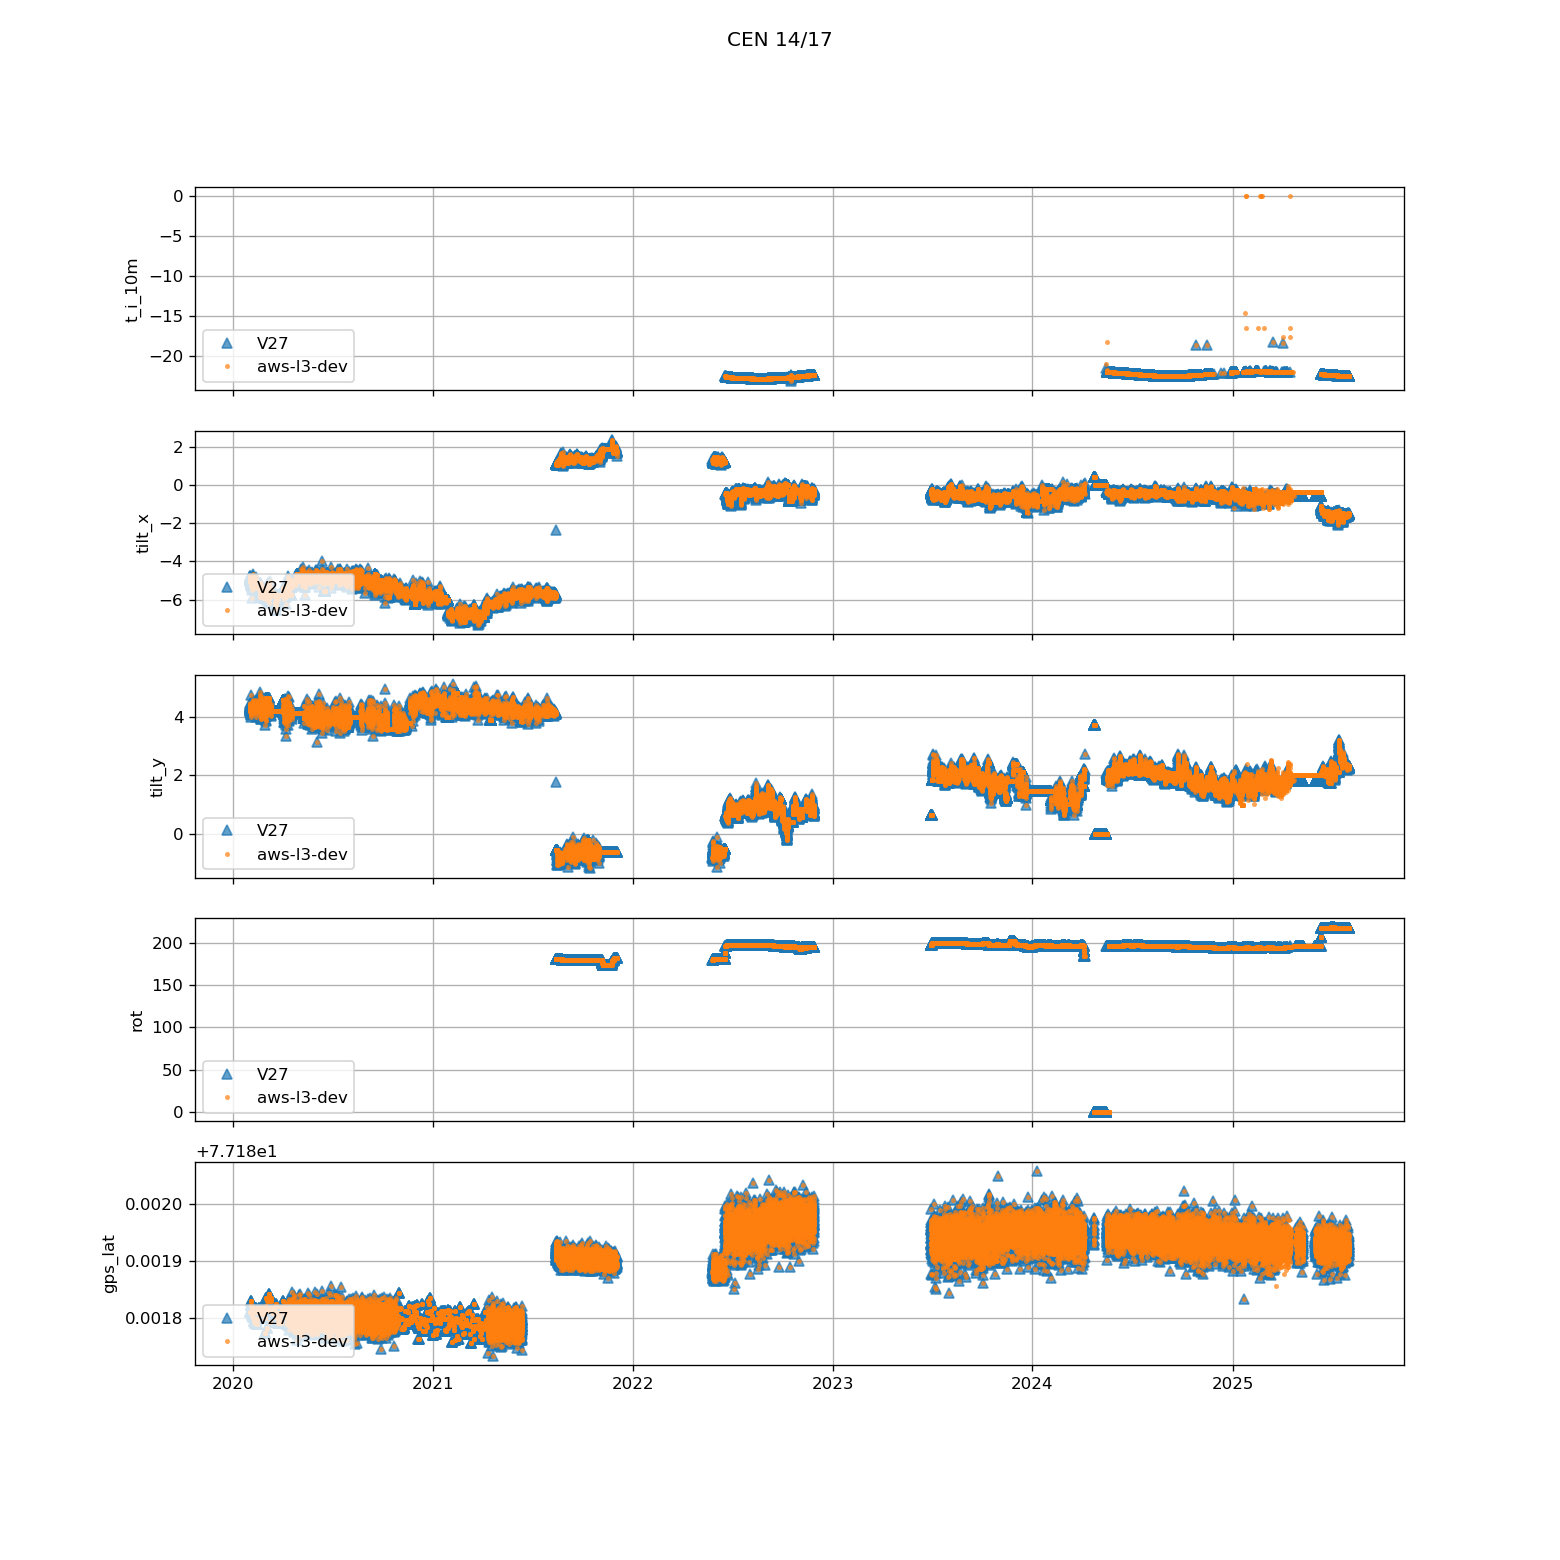 CEN 14/17
0
−5
−10
−15
−20
t_i_10m
V27
aws-l3-dev
2
0
−2
−4
−6
tilt_x
V27
aws-l3-dev
4
2
0
tilt_y
V27
aws-l3-dev
200
150
100
50
0
rot
V27
aws-l3-dev
+7.718e1
0.0020
0.0019
0.0018
gps_lat
V27
aws-l3-dev
2020 2021 2022 2023 2024 2025